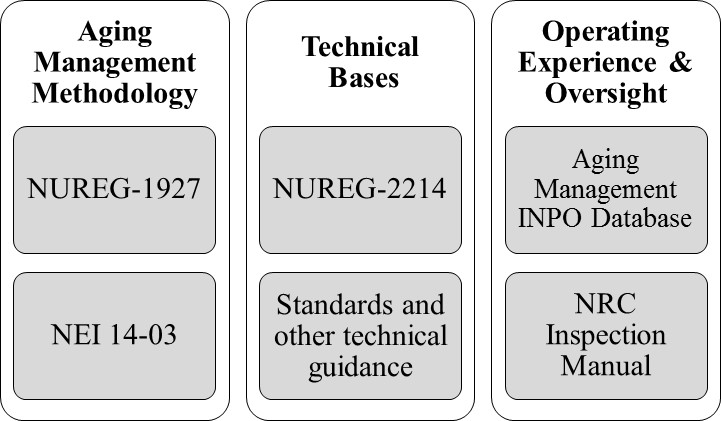 Aging
Management
Methodology
NUREG-1927
NEI 14-03
Technical
Bases
NUREG-2214
Standards and
other technical
guidance
Operating
Experience &
Oversight
Aging
Management
INPO Database
NRC
Inspection
Manual